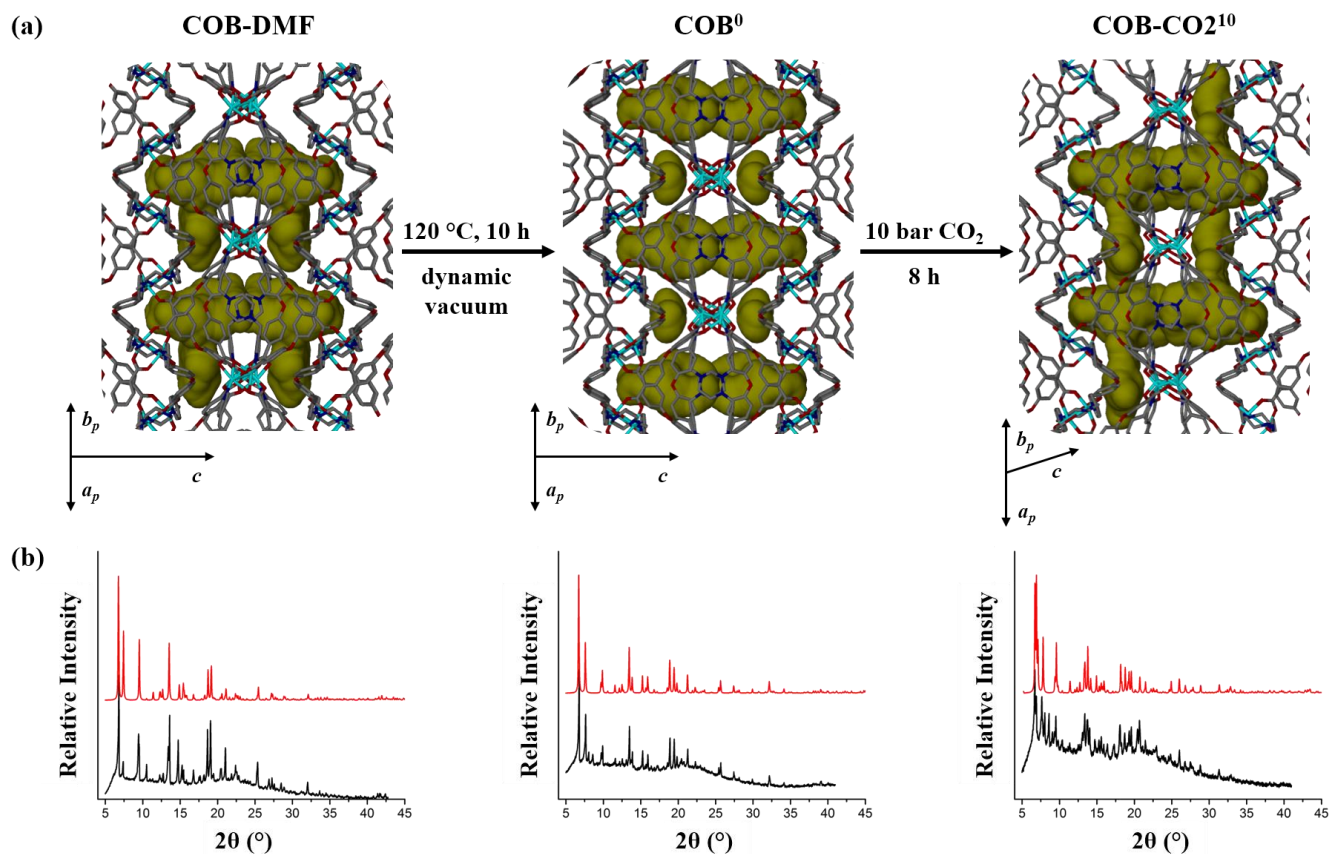 (a)
COB-DMF
COB⁰
COB-CO2¹⁰
120 °C, 10 h
dynamic
vacuum
10 bar CO₂
8 h
bₚ
c
aₚ
bₚ
c
aₚ
bₚ
c
aₚ
(b)
Relative Intensity
5 10 15 20 25 30 35 40 45
2θ (°)
Relative Intensity
5 10 15 20 25 30 35 40 45
2θ (°)
Relative Intensity
5 10 15 20 25 30 35 40 45
2θ (°)